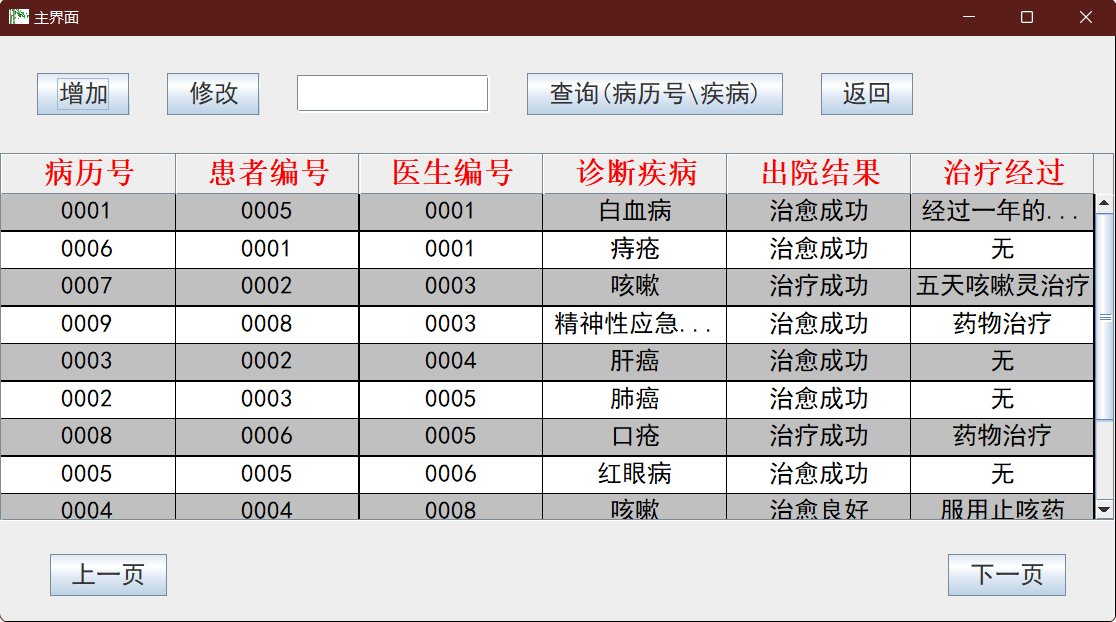 主界面
增加 修改 查询(病历号\疾病) 返回
病历号 患者编号 医生编号 诊断疾病 出院结果 治疗经过
0001 0005 0001 白血病 治愈成功 经过一年的...
0006 0001 0001 痔疮 治愈成功 无
0007 0002 0003 咳嗽 治疗成功 五天咳嗽灵治疗
0009 0008 0003 精神性应急... 治愈成功 药物治疗
0003 0002 0004 肝癌 治愈成功 无
0002 0003 0005 肺癌 治愈成功 无
0008 0006 0005 口疮 治疗成功 药物治疗
0005 0005 0006 红眼病 治愈成功 无
0004 0004 0008 咳嗽 治愈良好 服用止咳药
上一页 下一页